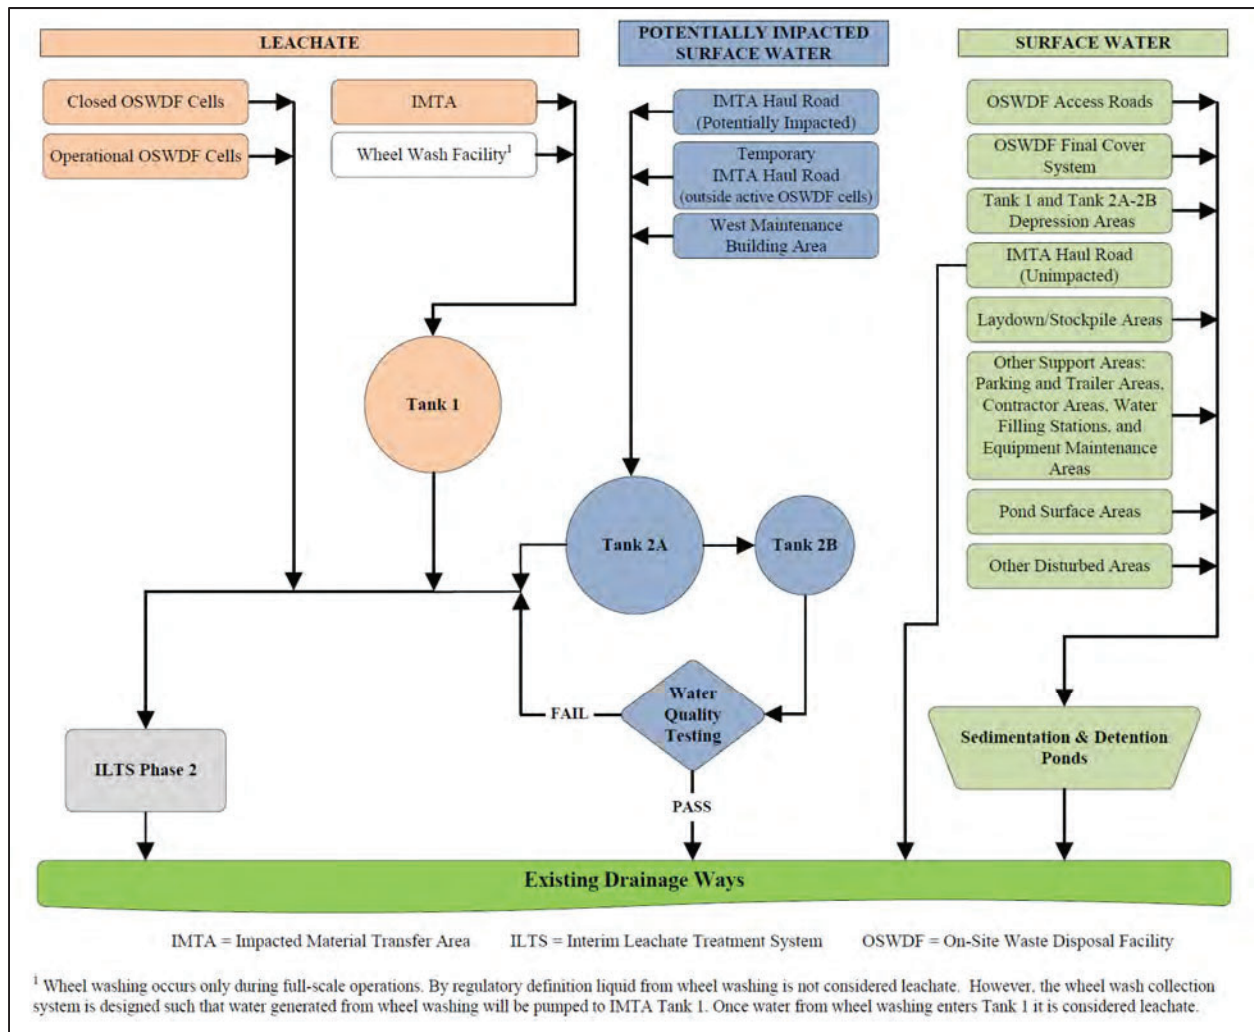 LEACHATE
POTENTIALLY IMPACTED
SURFACE WATER
SURFACE WATER
Closed OSWDF Cells
Operational OSWDF Cells
IMTA
Wheel Wash Facility¹
IMTA Haul Road
(Potentially Impacted)
Temporary
IMTA Haul Road
(outside active OSWDF cells)
West Maintenance
Building Area
OSWDF Access Roads
OSWDF Final Cover
System
Tank 1 and Tank 2A-2B
Depression Areas
IMTA Haul Road
(Unimpacted)
Laydown/Stockpile Areas
Other Support Areas:
Parking and Trailer Areas,
Contractor Areas, Water
Filling Stations, and
Equipment Maintenance
Areas
Pond Surface Areas
Other Disturbed Areas
Tank 1
Tank 2A
Tank 2B
Water
Quality
Testing
FAIL
PASS
ILTS Phase 2
Sedimentation & Detention
Ponds
Existing Drainage Ways
IMTA = Impacted Material Transfer Area ILTS = Interim Leachate Treatment System OSWDF = On-Site Waste Disposal Facility
¹ Wheel washing occurs only during full-scale operations. By regulatory definition liquid from wheel washing is not considered leachate. However, the wheel wash collection
system is designed such that water generated from wheel washing will be pumped to IMTA Tank 1. Once water from wheel washing enters Tank 1 it is considered leachate.